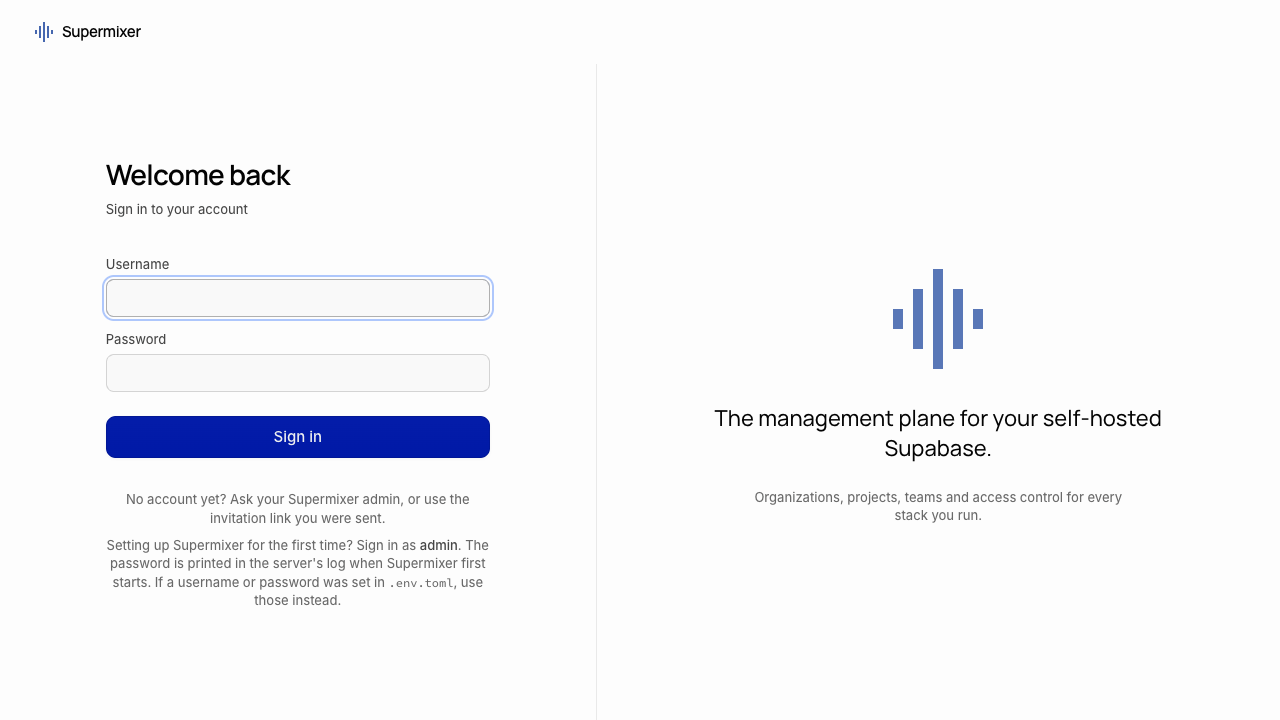 Supermixer
Welcome back
Sign in to your account
Username
Password
Sign in
No account yet? Ask your Supermixer admin, or use the
invitation link you were sent.
Setting up Supermixer for the first time? Sign in as admin. The
password is printed in the server's log when Supermixer first
starts. If a username or password was set in .env.toml, use
those instead.
The management plane for your self-hosted
Supabase.
Organizations, projects, teams and access control for every
stack you run.